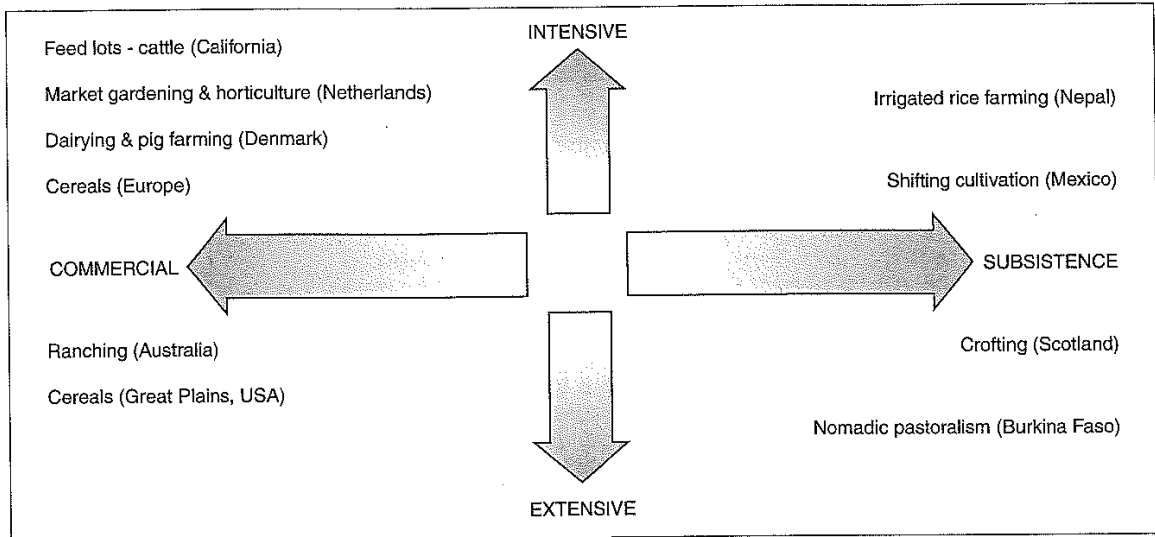 INTENSIVE
Feed lots - cattle (California)
Market gardening & horticulture (Netherlands)
Irrigated rice farming (Nepal)
Dairying & pig farming (Denmark)
Cereals (Europe)
Shifting cultivation (Mexico)
COMMERCIAL
SUBSISTENCE
Ranching (Australia)
Crofting (Scotland)
Cereals (Great Plains, USA)
Nomadic pastoralism (Burkina Faso)
EXTENSIVE